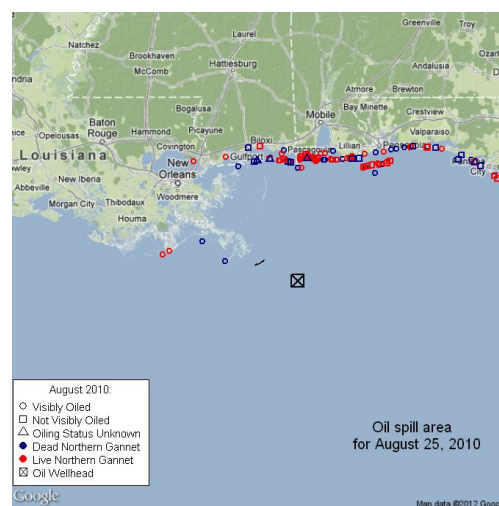 Greenville
Troy
Laurel
Natchez
Brookhaven
Andalusia
McComb
Hattiesburg
Atmore
Brewton
Bogalusa
Mobile
Bay Minette
Crestview
Baton
Rouge
Hammond
Picayune
Opelousas
Covington
Biloxi
Pascagoula
Lillian
Valparaiso
Louisiana
Gulfport
New
Orleans
City
New Iberia
Abbeville
Woodmere
Morgan City
Thibodaux
Houma
August 2010:
Visibly Oiled
Not Visibly Oiled
Oiling Status Unknown
Dead Northern Gannet
Live Northern Gannet
Oil Wellhead
Oil spill area
for August 25, 2010
Google
Map data ©2012 Goo